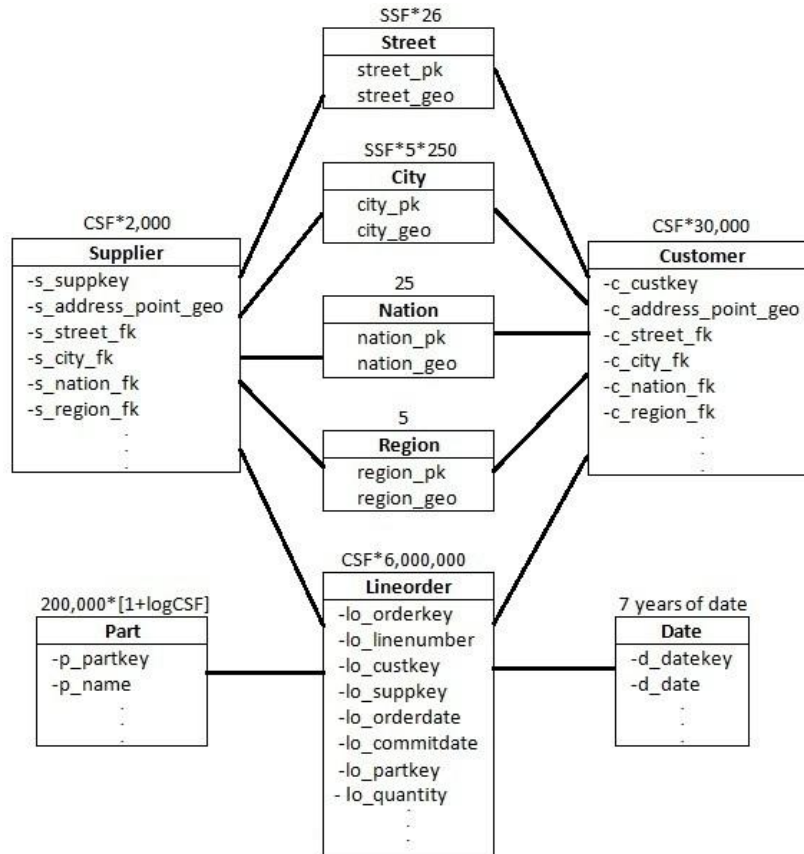 SSF*26
Street
street_pk
street_geo
SSF*5*250
City
city_pk
city_geo
CSF*2,000
Supplier
-s_suppkey
-s_address_point_geo
-s_street_fk
-s_city_fk
-s_nation_fk
-s_region_fk
.
.
.
25
Nation
nation_pk
nation_geo
CSF*30,000
Customer
-c_custkey
-c_address_point_geo
-c_street_fk
-c_city_fk
-c_nation_fk
-c_region_fk
.
.
.
5
Region
region_pk
region_geo
200,000*[1+logCSF]
Part
-p_partkey
-p_name
.
.
.
CSF*6,000,000
Lineorder
-lo_orderkey
-lo_linenumber
-lo_custkey
-lo_suppkey
-lo_orderdate
-lo_commitdate
-lo_partkey
- lo_quantity
.
.
.
7 years of date
Date
-d_datekey
-d_date
.
.
.